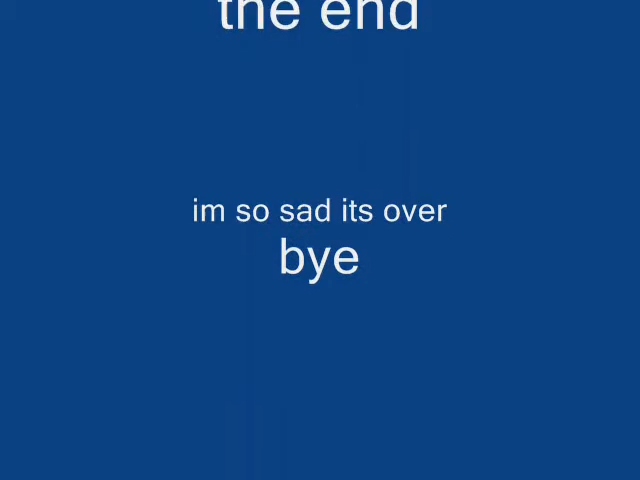 the end
im so sad its over
bye